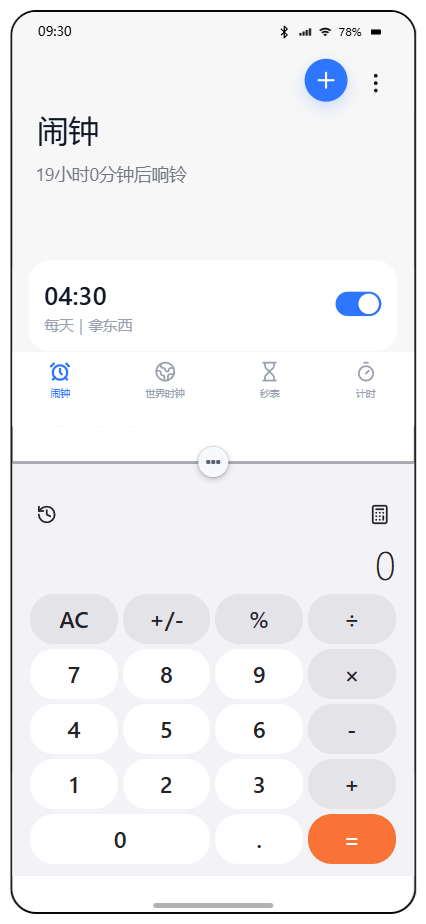 09:30 78%
闹钟
19小时0分钟后响铃
04:30
每天 | 拿东西
闹钟 世界时钟 秒表 计时
0
AC +/- % ÷
7 8 9 ×
4 5 6 -
1 2 3 +
0 . =